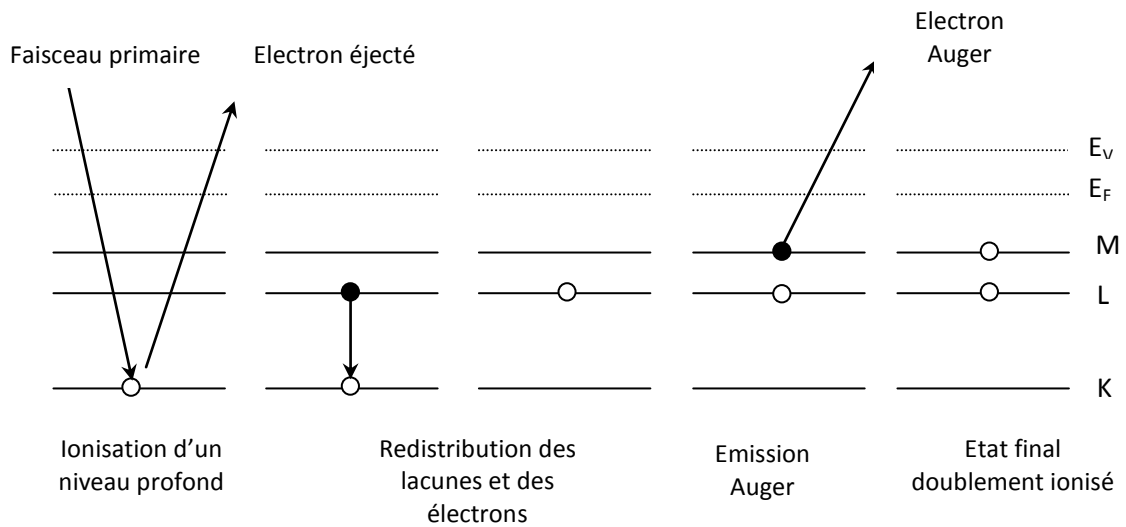 Faisceau primaire
Electron éjecté
Electron
Auger
E_V
E_F
M
L
K
Ionisation d'un
niveau profond
Redistribution des
lacunes et des
électrons
Emission
Auger
Etat final
doublement ionisé